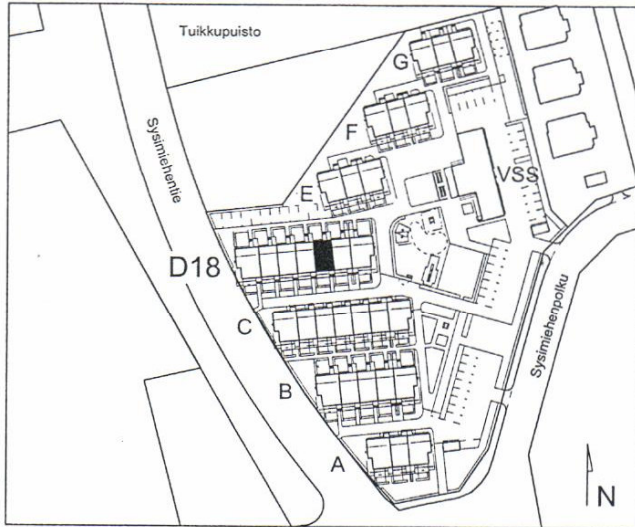 Tuikkupuisto
G
Sysimiehentie
F
VSS
E
D18
C
Sysimiehenpolku
B
A
N